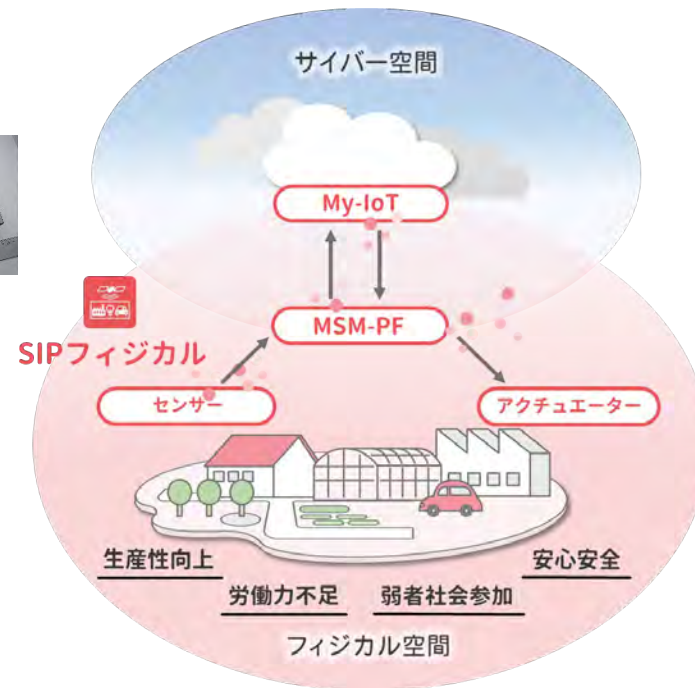 サイバー空間
My-IoT
MSM-PF
SIPフィジカル
センサー
アクチュエーター
生産性向上
安心安全
労働力不足
弱者社会参加
フィジカル空間